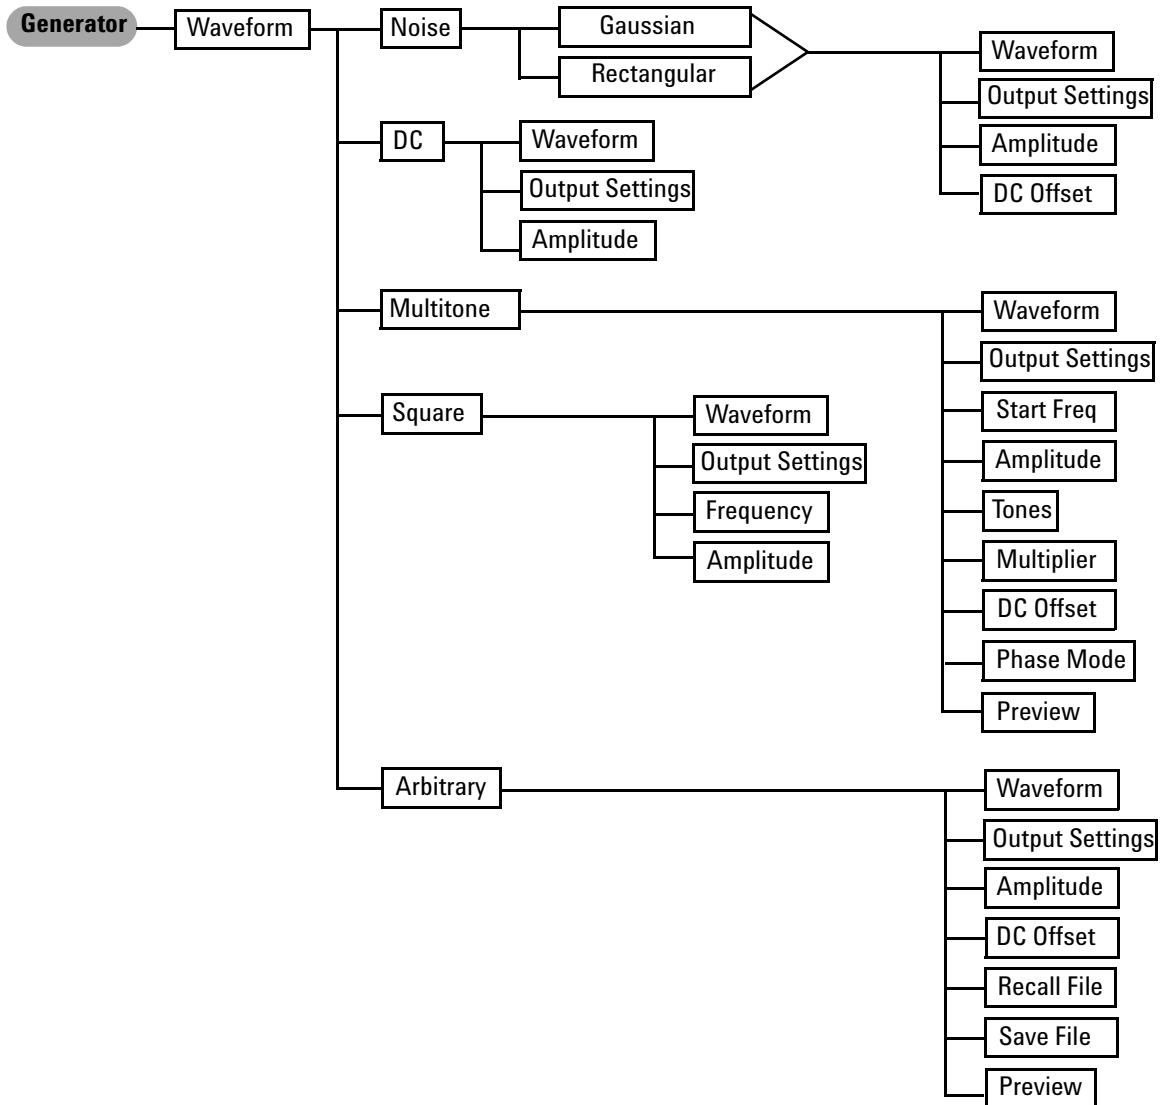 Generator
Waveform
Noise
Gaussian
Rectangular
Waveform
Output Settings
Amplitude
DC Offset
DC
Waveform
Output Settings
Amplitude
Multitone
Waveform
Output Settings
Start Freq
Amplitude
Tones
Multiplier
DC Offset
Phase Mode
Preview
Square
Waveform
Output Settings
Frequency
Amplitude
Arbitrary
Waveform
Output Settings
Amplitude
DC Offset
Recall File
Save File
Preview